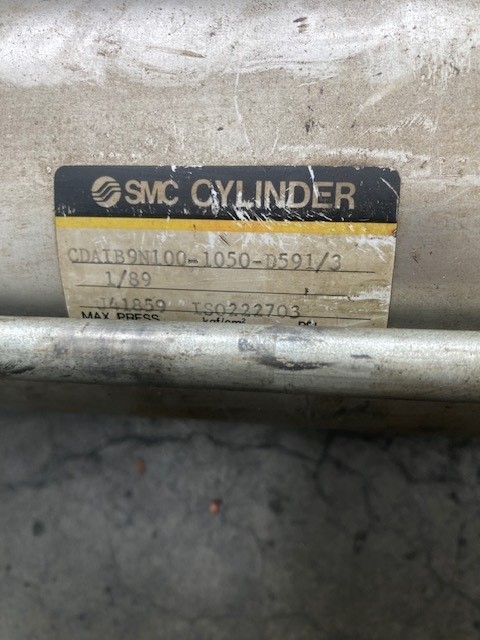 SMC CYLINDER
CDA1B9N100-1050-D591/3
1/89
J41859 ISO222703
MAX PRESS kgf/cm² PSI